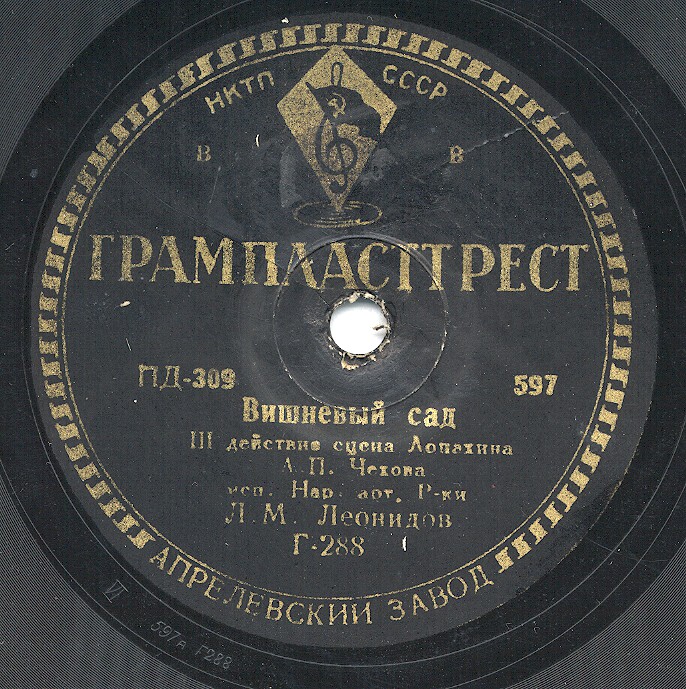 НКТП СССР
В В
ГРАМПЛАСТТРЕСТ
ПД-309 597
Вишневый сад
III действие сцена Лопахина
А.П. Чехова
исп. Нар. арт. Р-ки
Л.М. Леонидов
Г-288
АПРЕЛЕВСКИЙ ЗАВОД
VI 597А Г288